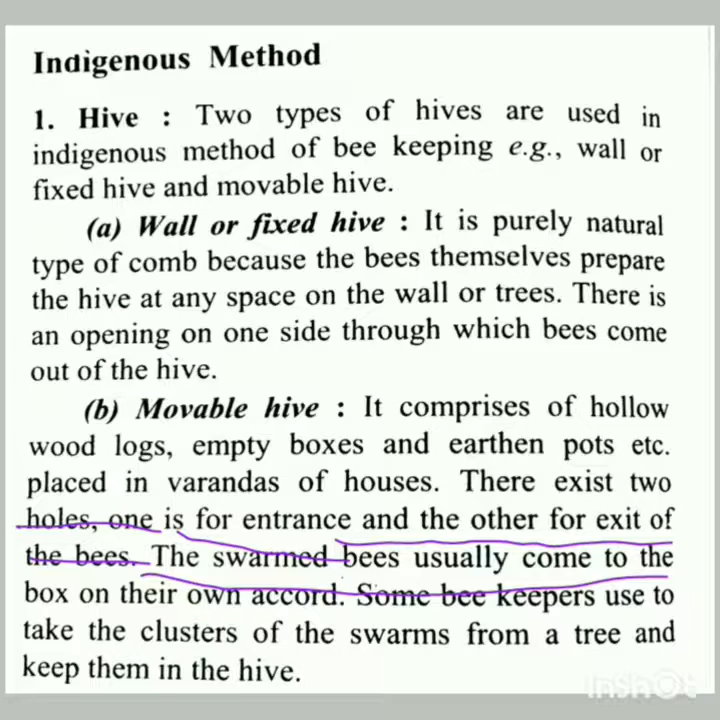 Indigenous Method
1. Hive : Two types of hives are used in
indigenous method of bee keeping e.g., wall or
fixed hive and movable hive.
(a) Wall or fixed hive : It is purely natural
type of comb because the bees themselves prepare
the hive at any space on the wall or trees. There is
an opening on one side through which bees come
out of the hive.
(b) Movable hive : It comprises of hollow
wood logs, empty boxes and earthen pots etc.
placed in varandas of houses. There exist two
holes, one is for entrance and the other for exit of
the bees. The swarmed bees usually come to the
box on their own accord. Some bee keepers use to
take the clusters of the swarms from a tree and
keep them in the hive.
InShOt